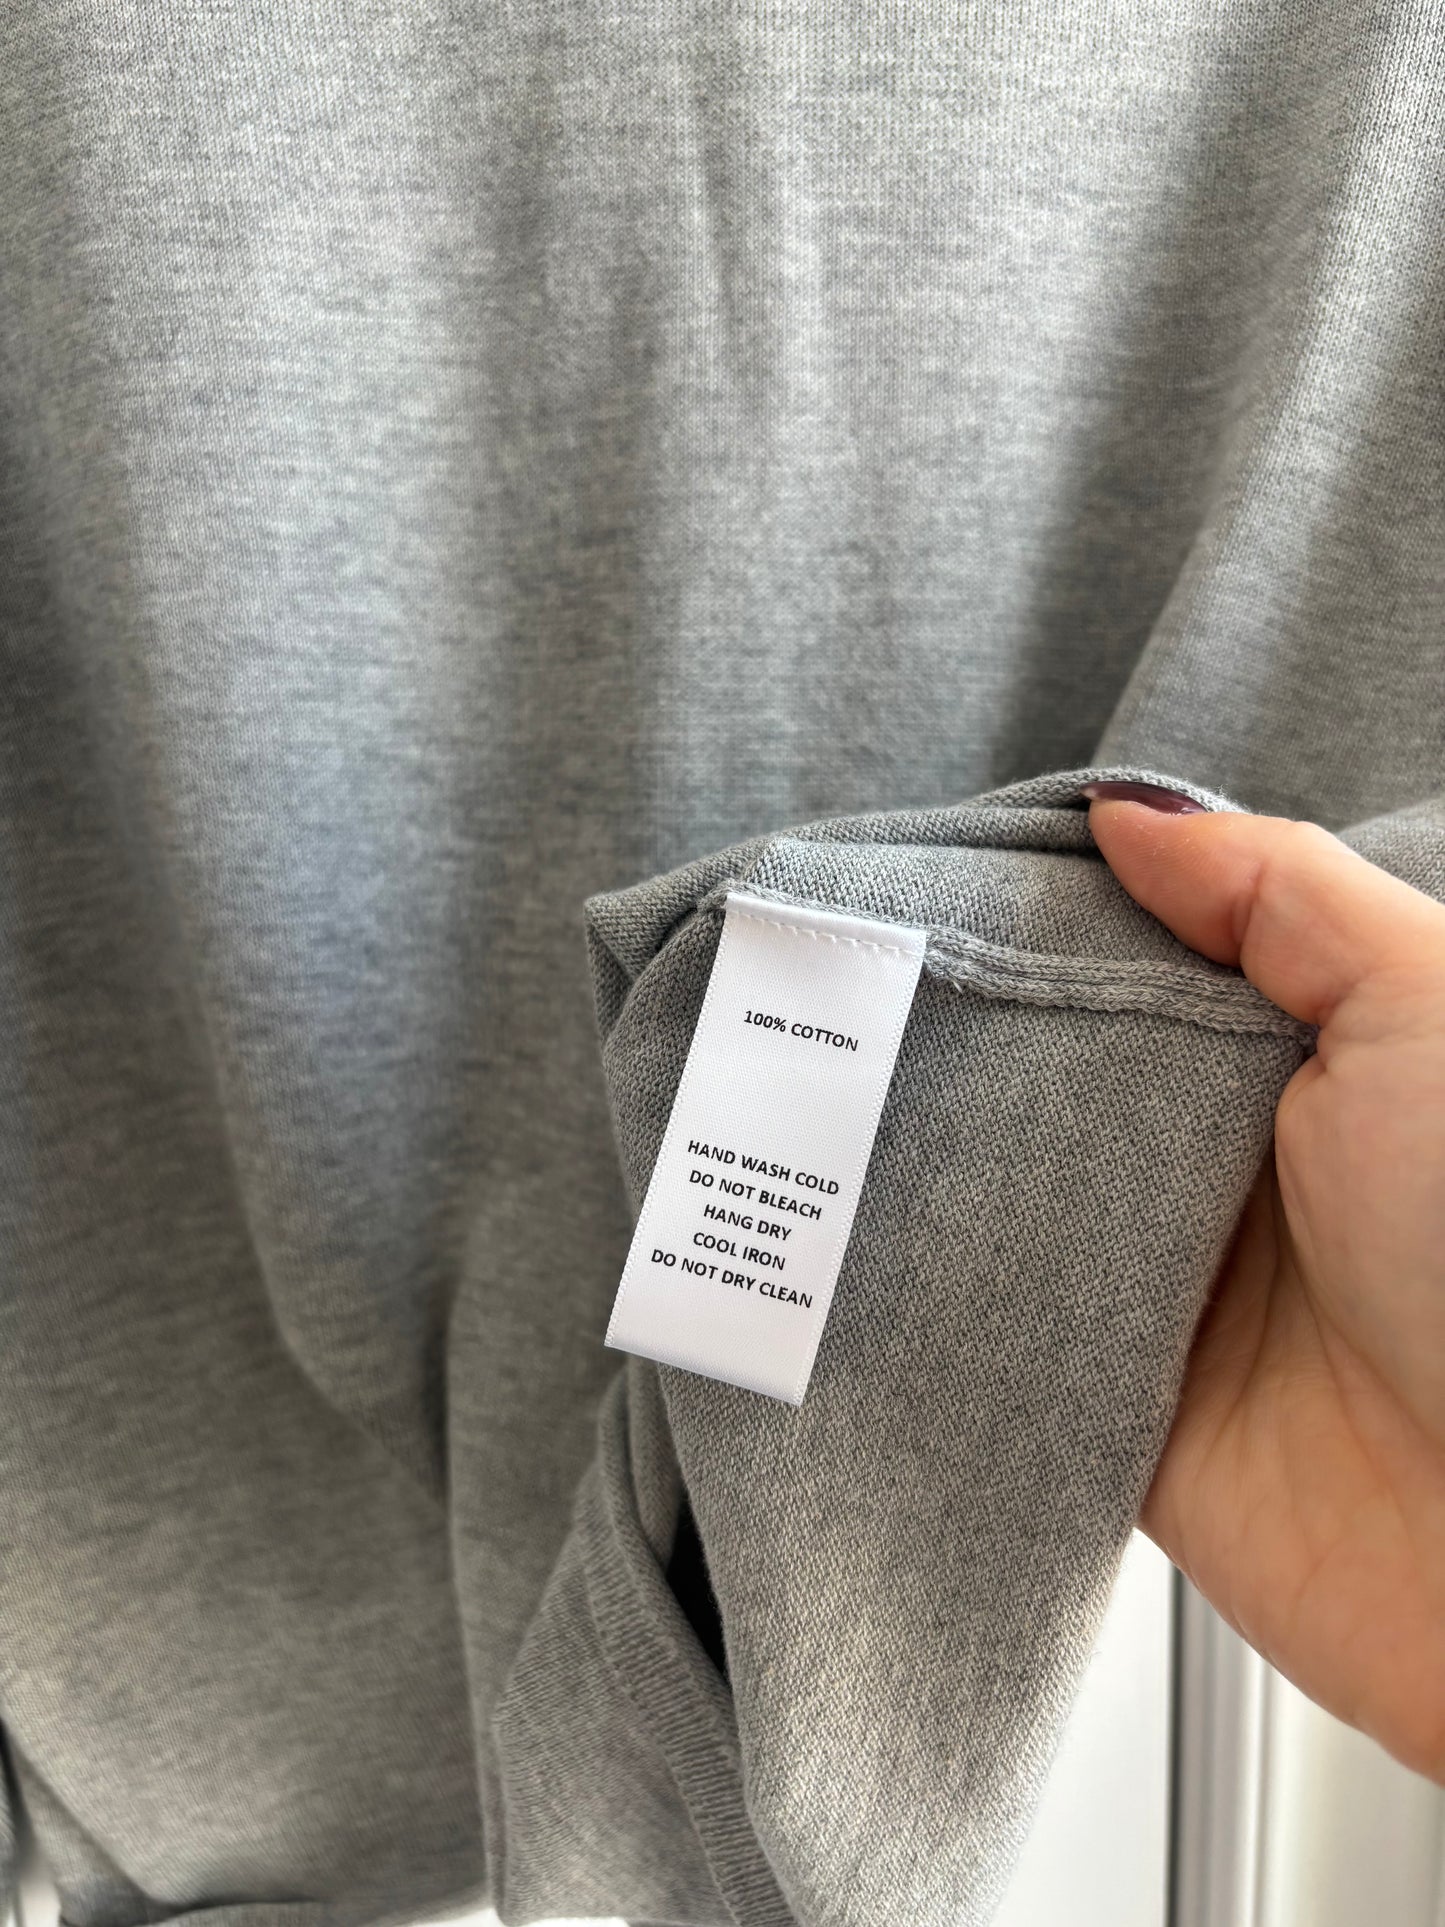 100% COTTON
HAND WASH COLD
DO NOT BLEACH
HANG DRY
COOL IRON
DO NOT DRY CLEAN